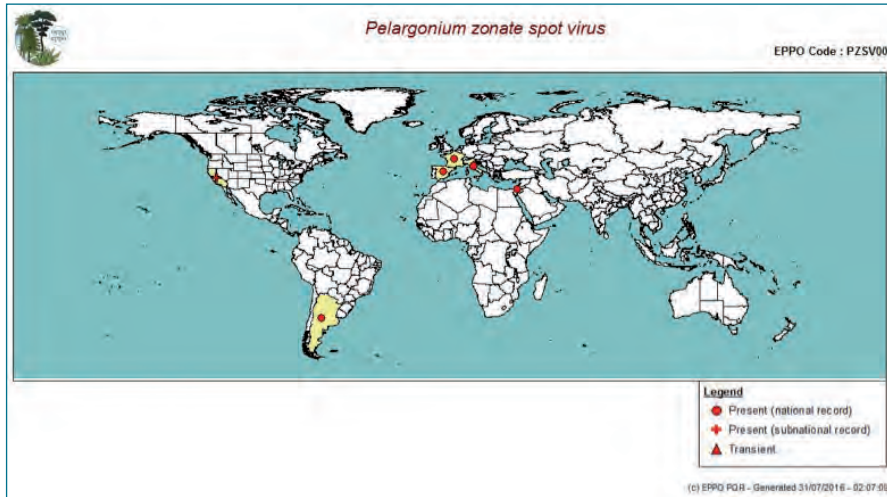 Pelargonium zonate spot virus
EPPO Code : PZSV00
Legend
Present (national record)
Present (subnational record)
Transient
(c) EPPO PQR - Generated 31/07/2016 - 02:07:0